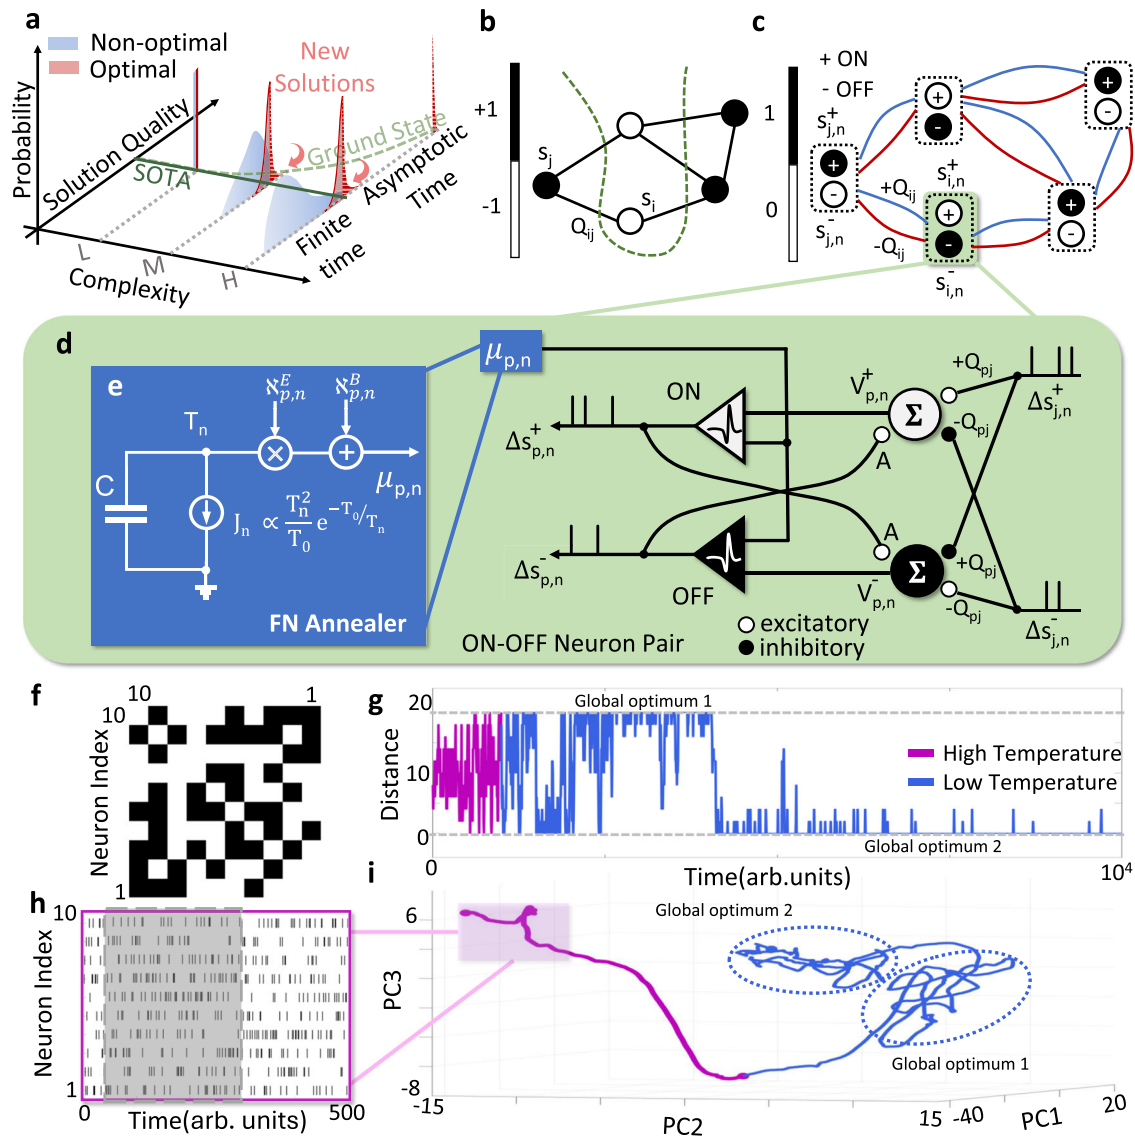 a
Non-optimal
Optimal
New
Solutions
Probability
Solution Quality
SOTA
Ground State
Asymptotic
Time
Finite
time
L
M
H
Complexity
b
+1
-1
s_j
s_i
Q_ij
1
0
c
+ ON
- OFF
s^+_j,n
s^-_j,n
s^+_i,n
s^-_i,n
+Q_ij
-Q_ij
+
-
+
-
+
-
+
-
+
-
d
μ_p,n
ON
OFF
Δs^+_p,n
Δs^-_p,n
V^+_p,n
V^-_p,n
Σ
Σ
A
A
+Q_pj
-Q_pj
+Q_pj
-Q_pj
Δs^+_j,n
Δs^-_j,n
excitatory
inhibitory
ON-OFF Neuron Pair
e
ℵ^E_p,n
ℵ^B_p,n
T_n
×
+
μ_p,n
C
J_n ∝ T_n^2/T_0 e^-T_0/T_n
FN Annealer
f
10
1
10
1
Neuron Index
g
20
10
0
Distance
Global optimum 1
High Temperature
Low Temperature
Global optimum 2
0
10^4
Time(arb.units)
h
10
1
Neuron Index
0
500
Time(arb. units)
i
6
-8
PC3
Global optimum 2
Global optimum 1
-15
15
PC2
-40
20
PC1